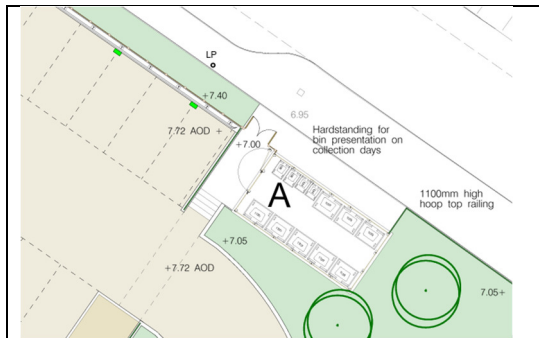 LP
+7.40
6.95
7.72 AOD +
Hardstanding for
bin presentation on
collection days
+7.00
1100mm high
hoop top railing
A
+7.05
+7.72 AOD
7.05+